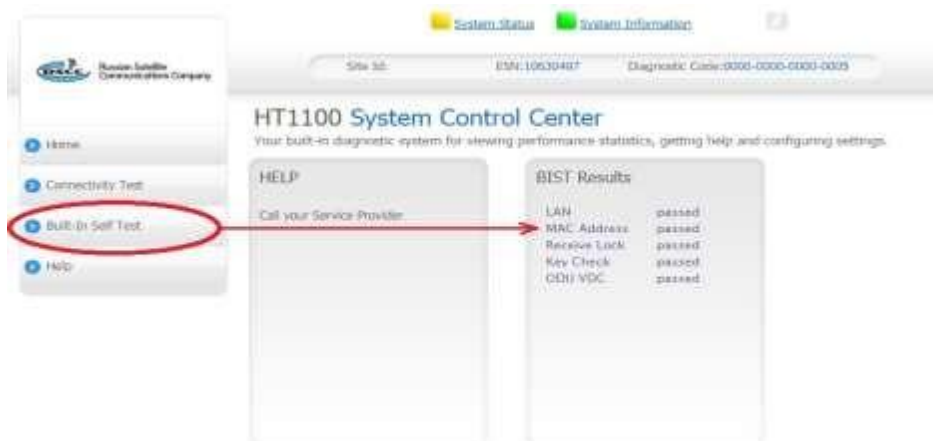 System Status System Information
RSCC Russian Satellite
Communications Company
Site Id: ESN:10630407 Diagnostic Code:0000-0000-0000-0005
HT1100 System Control Center
Your built-in diagnostic system for viewing performance statistics, getting help and configuring settings.
Home
Connectivity Test
Built-In Self Test
Help
HELP
Call your Service Provider
BIST Results
LAN passed
MAC Address passed
Receive Lock passed
Key Check passed
ODU VDC passed